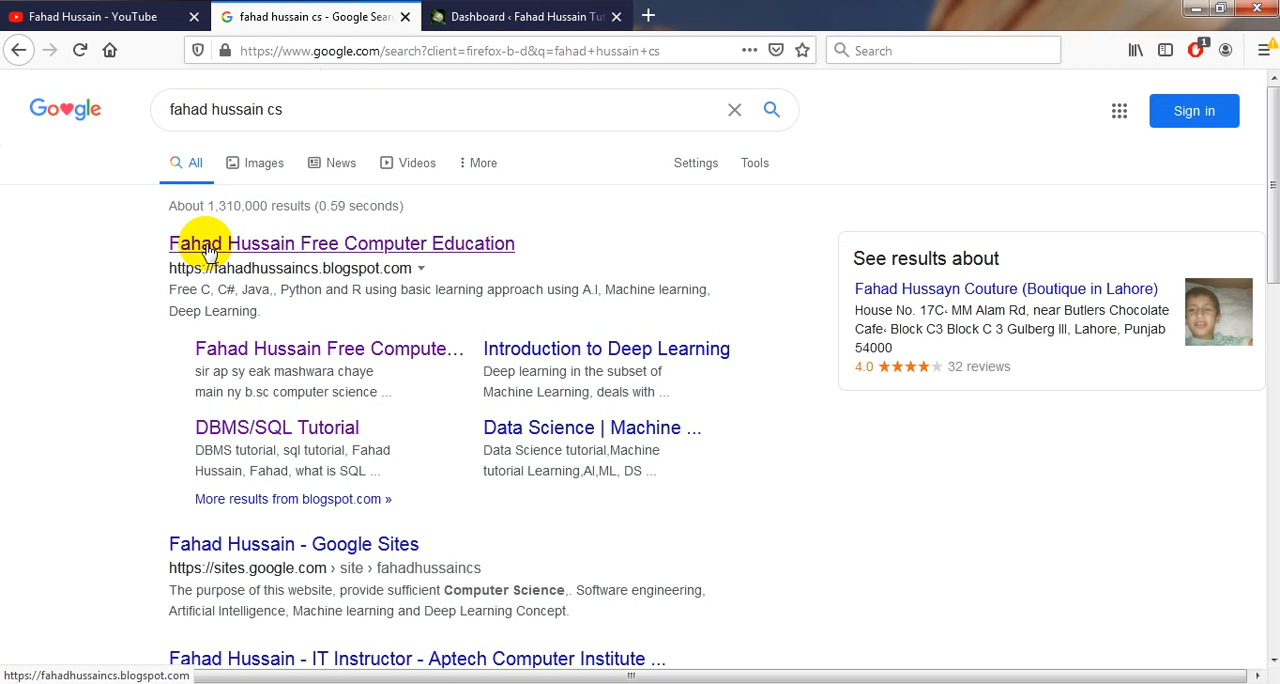 Fahad Hussain - YouTube
fahad hussain cs - Google Sear
Dashboard ‹ Fahad Hussain Tut
https://www.google.com/search?client=firefox-b-d&q=fahad+hussain+cs
Search
1
Google
fahad hussain cs
Sign in
All
Images
News
Videos
More
Settings
Tools
About 1,310,000 results (0.59 seconds)
Fahad Hussain Free Computer Education
https://fahadhussaincs.blogspot.com
Free C, C#, Java,, Python and R using basic learning approach using A.I, Machine learning,
Deep Learning.
Fahad Hussain Free Compute...
sir ap sy eak mashwara chaye
main ny b.sc computer science ...
Introduction to Deep Learning
Deep learning in the subset of
Machine Learning, deals with ...
DBMS/SQL Tutorial
DBMS tutorial, sql tutorial, Fahad
Hussain, Fahad, what is SQL ...
Data Science | Machine ...
Data Science tutorial,Machine
tutorial Learning,AI,ML, DS ...
More results from blogspot.com »
Fahad Hussain - Google Sites
https://sites.google.com › site › fahadhussaincs
The purpose of this website, provide sufficient Computer Science,. Software engineering,
Artificial Intelligence, Machine learning and Deep Learning Concept.
Fahad Hussain - IT Instructor - Aptech Computer Institute ...
See results about
Fahad Hussayn Couture (Boutique in Lahore)
House No. 17C، MM Alam Rd, near Butlers Chocolate
Cafe، Block C3 Block C 3 Gulberg III, Lahore, Punjab
54000
4.0 ★★★★★ 32 reviews
https://fahadhussaincs.blogspot.com